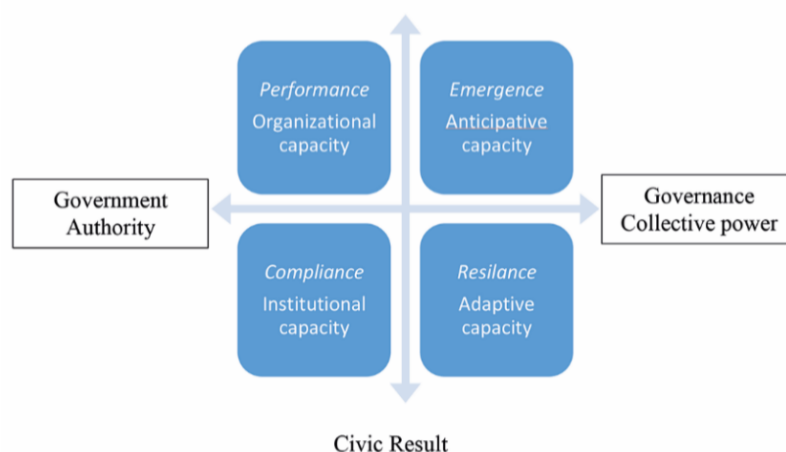 Performance
Organizational
capacity
Emergence
Anticipative
capacity
Government
Authority
Governance
Collective power
Compliance
Institutional
capacity
Resilance
Adaptive
capacity
Civic Result